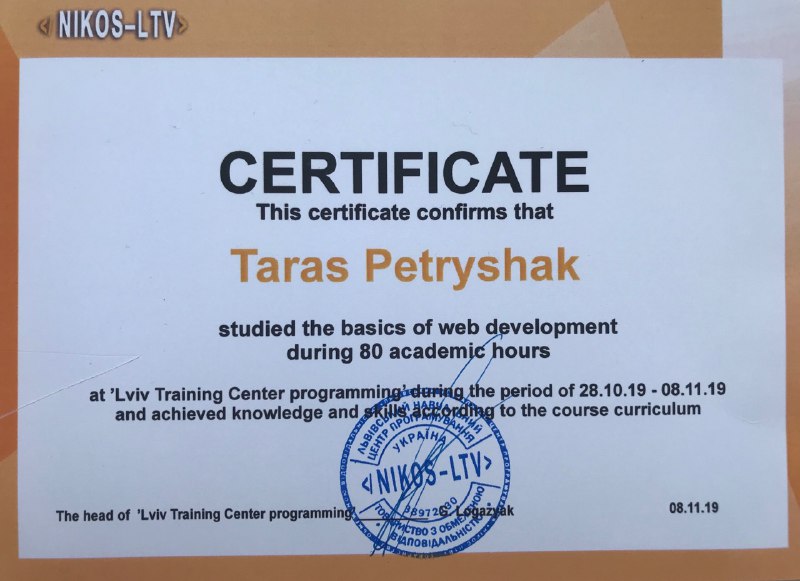 <NIKOS-LTV>
CERTIFICATE
This certificate confirms that
Taras Petryshak
studied the basics of web development
during 80 academic hours
at 'Lviv Training Center programming' during the period of 28.10.19 - 08.11.19
and achieved knowledge and skills according to the course curriculum
ЛЬВІВСЬКИЙ НАВЧАЛЬНИЙ
ЦЕНТР ПРОГРАМУВАННЯ
УКРАЇНА
</NIKOS-LTV>
ТОВАРИСТВО З ОБМЕЖЕНОЮ
ВІДПОВІДАЛЬНІСТЮ
The head of 'Lviv Training Center programming' G. Logazyak
08.11.19